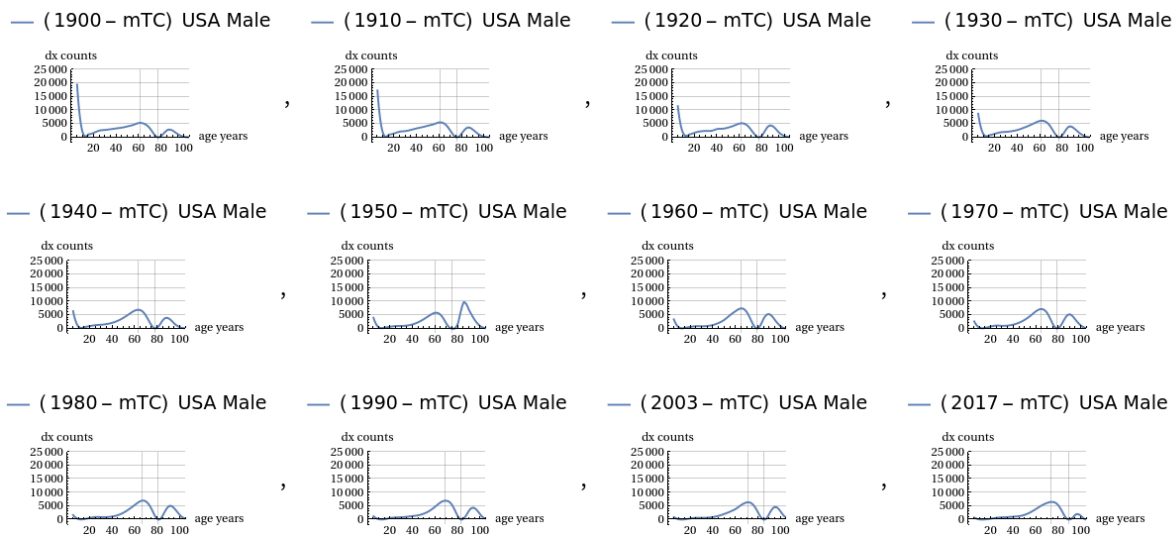 (1900 – mTC) USA Male (1910 – mTC) USA Male (1920 – mTC) USA Male (1930 – mTC) USA Male
dx counts dx counts dx counts dx counts
25 000 25 000 25 000 25 000
20 000 20 000 20 000 20 000
15 000 , 15 000 , 15 000 , 15 000
10 000 10 000 10 000 10 000
5000 5000 5000 5000
0 age years 0 age years 0 age years 0 age years
20 40 60 80 100 20 40 60 80 100 20 40 60 80 100 20 40 60 80 100
(1940 – mTC) USA Male (1950 – mTC) USA Male (1960 – mTC) USA Male (1970 – mTC) USA Male
dx counts dx counts dx counts dx counts
25 000 25 000 25 000 25 000
20 000 20 000 20 000 20 000
15 000 , 15 000 , 15 000 , 15 000
10 000 10 000 10 000 10 000
5000 5000 5000 5000
0 age years 0 age years 0 age years 0 age years
20 40 60 80 100 20 40 60 80 100 20 40 60 80 100 20 40 60 80 100
(1980 – mTC) USA Male (1990 – mTC) USA Male (2003 – mTC) USA Male (2017 – mTC) USA Male
dx counts dx counts dx counts dx counts
25 000 25 000 25 000 25 000
20 000 20 000 20 000 20 000
15 000 , 15 000 , 15 000 , 15 000
10 000 10 000 10 000 10 000
5000 5000 5000 5000
0 age years 0 age years 0 age years 0 age years
20 40 60 80 100 20 40 60 80 100 20 40 60 80 100 20 40 60 80 100